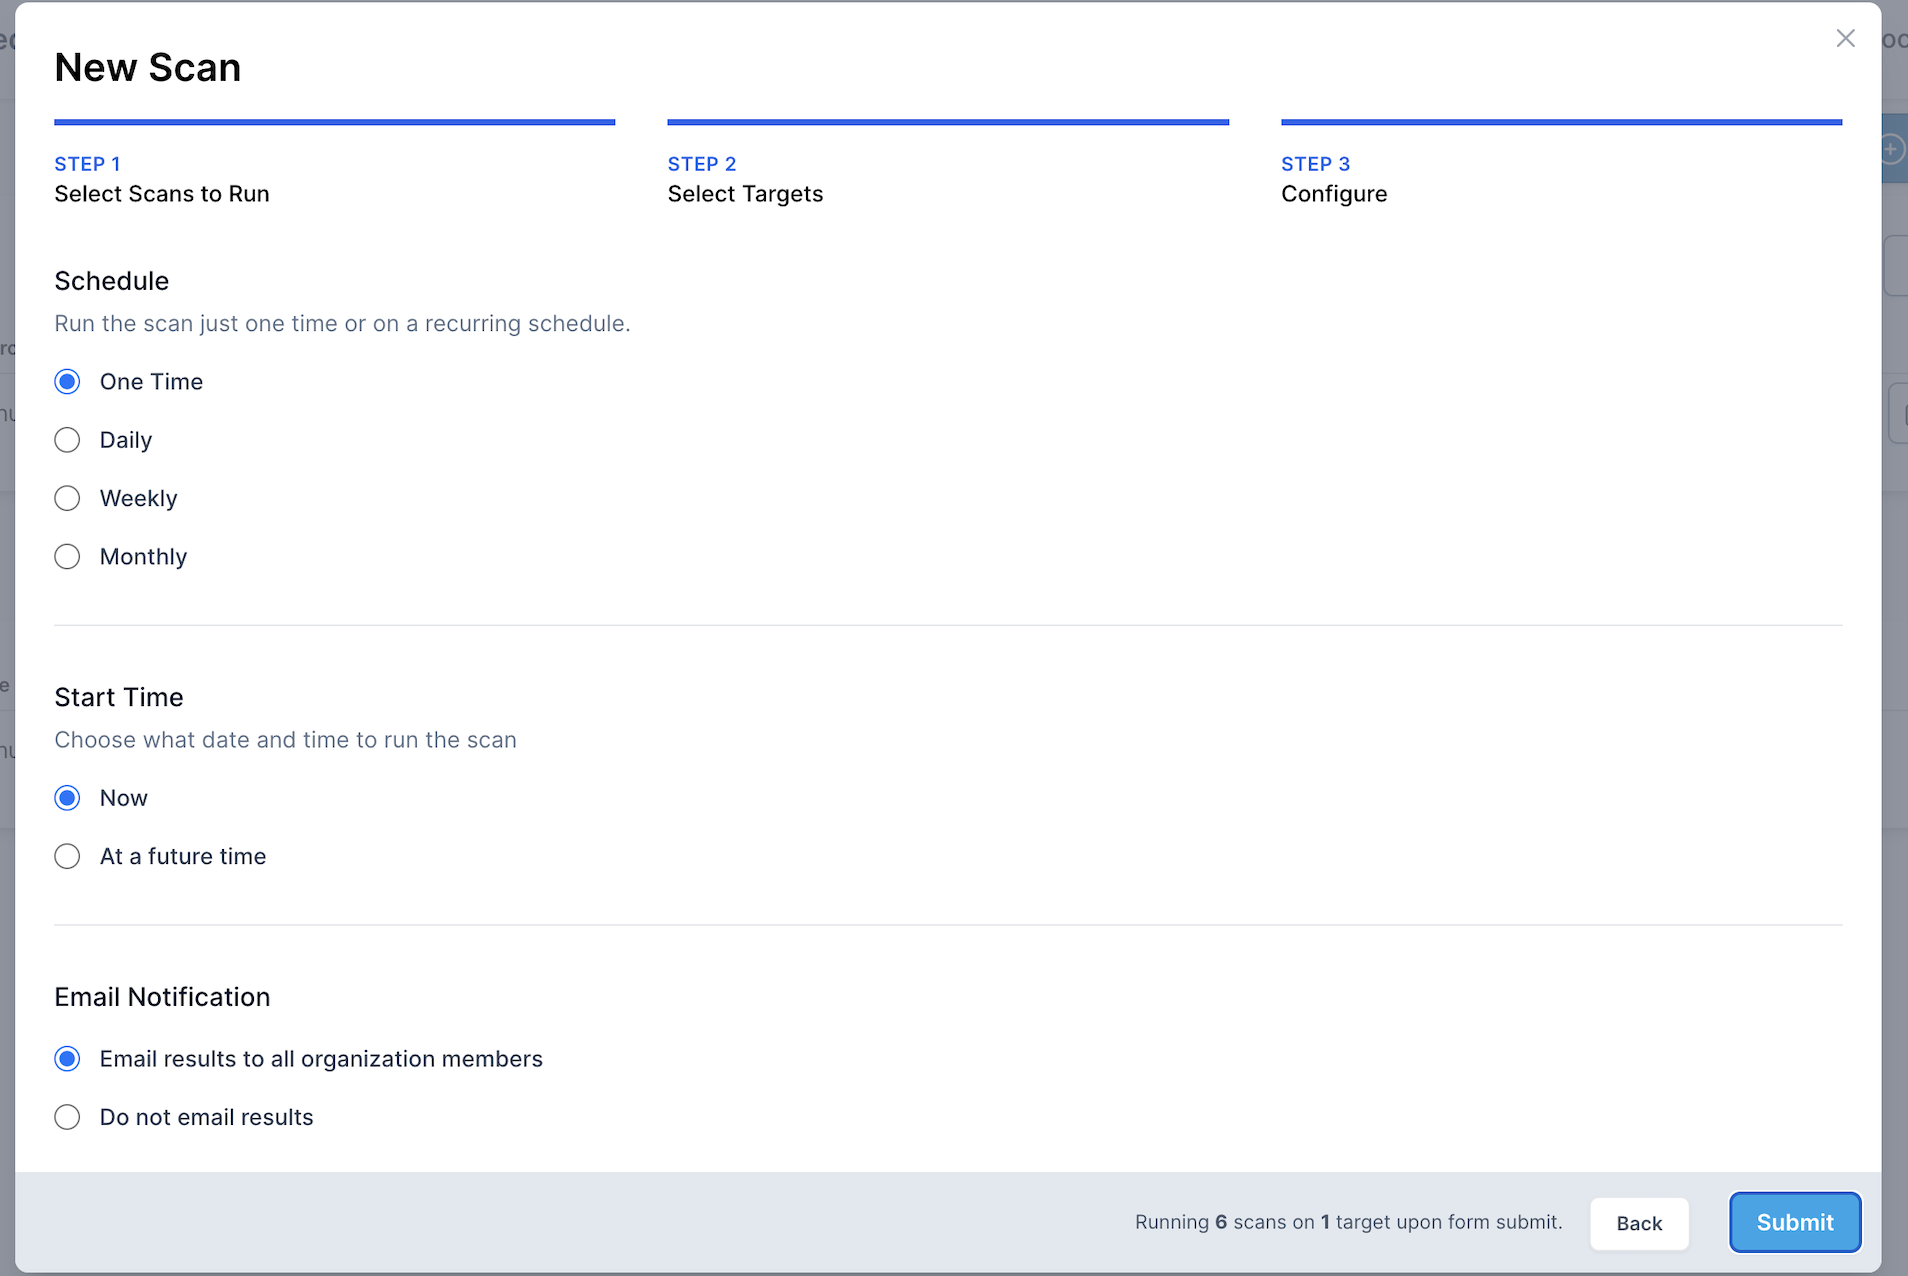 New Scan
STEP 1
Select Scans to Run
STEP 2
Select Targets
STEP 3
Configure
Schedule
Run the scan just one time or on a recurring schedule.
One Time
Daily
Weekly
Monthly
Start Time
Choose what date and time to run the scan
Now
At a future time
Email Notification
Email results to all organization members
Do not email results
Running 6 scans on 1 target upon form submit.
Back
Submit